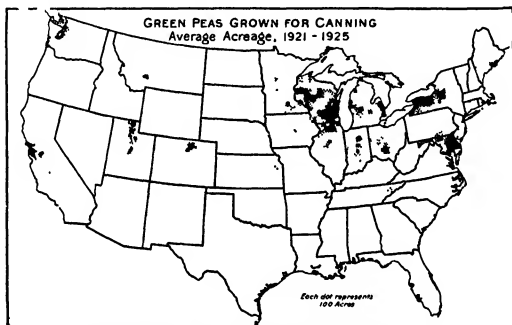 GREEN PEAS GROWN FOR CANNING
Average Acreage, 1921 - 1925
Each dot represents
100 Acres